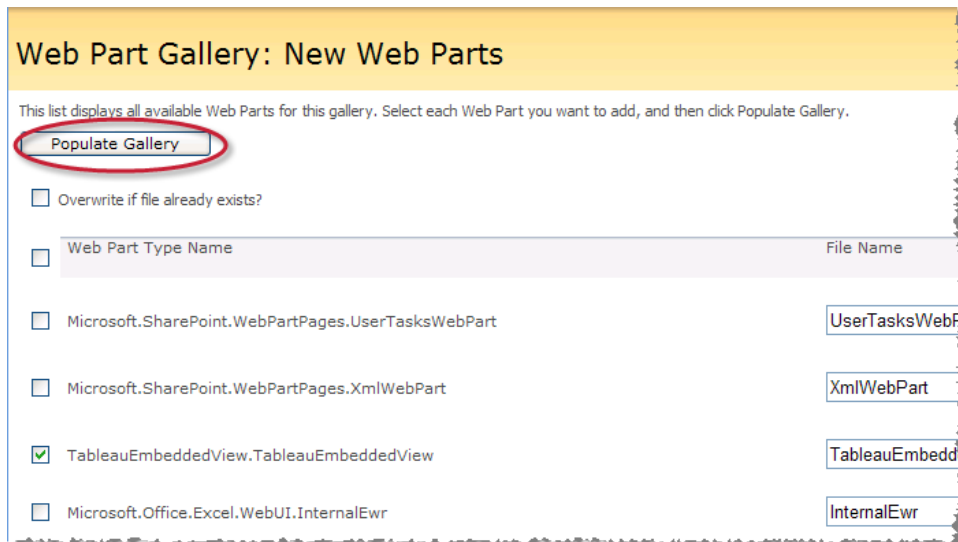 Web Part Gallery: New Web Parts
This list displays all available Web Parts for this gallery. Select each Web Part you want to add, and then click Populate Gallery.
Populate Gallery
Overwrite if file already exists?
Web Part Type Name File Name
Microsoft.SharePoint.WebPartPages.UserTasksWebPart UserTasksWebP
Microsoft.SharePoint.WebPartPages.XmlWebPart XmlWebPart
TableauEmbeddedView.TableauEmbeddedView TableauEmbedd
Microsoft.Office.Excel.WebUI.InternalEwr InternalEwr